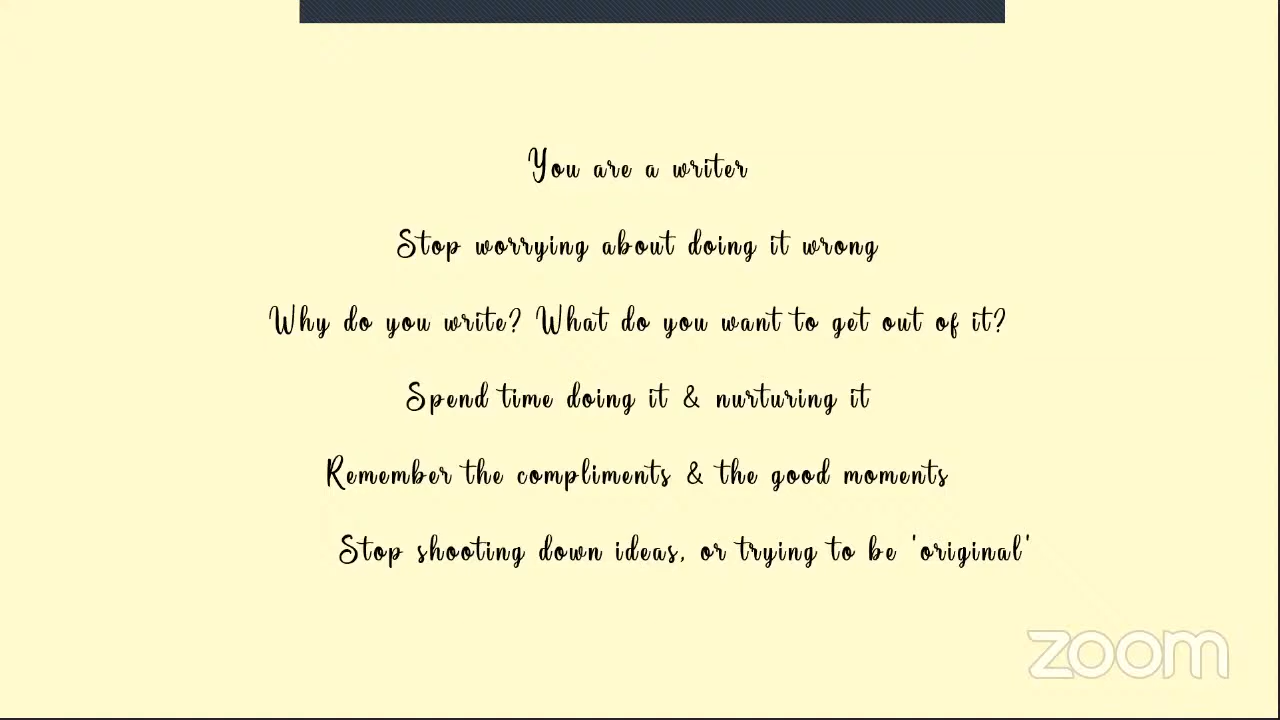 You are a writer
Stop worrying about doing it wrong
Why do you write? What do you want to get out of it?
Spend time doing it & nurturing it
Remember the compliments & the good moments
Stop shooting down ideas, or trying to be 'original'
zoom